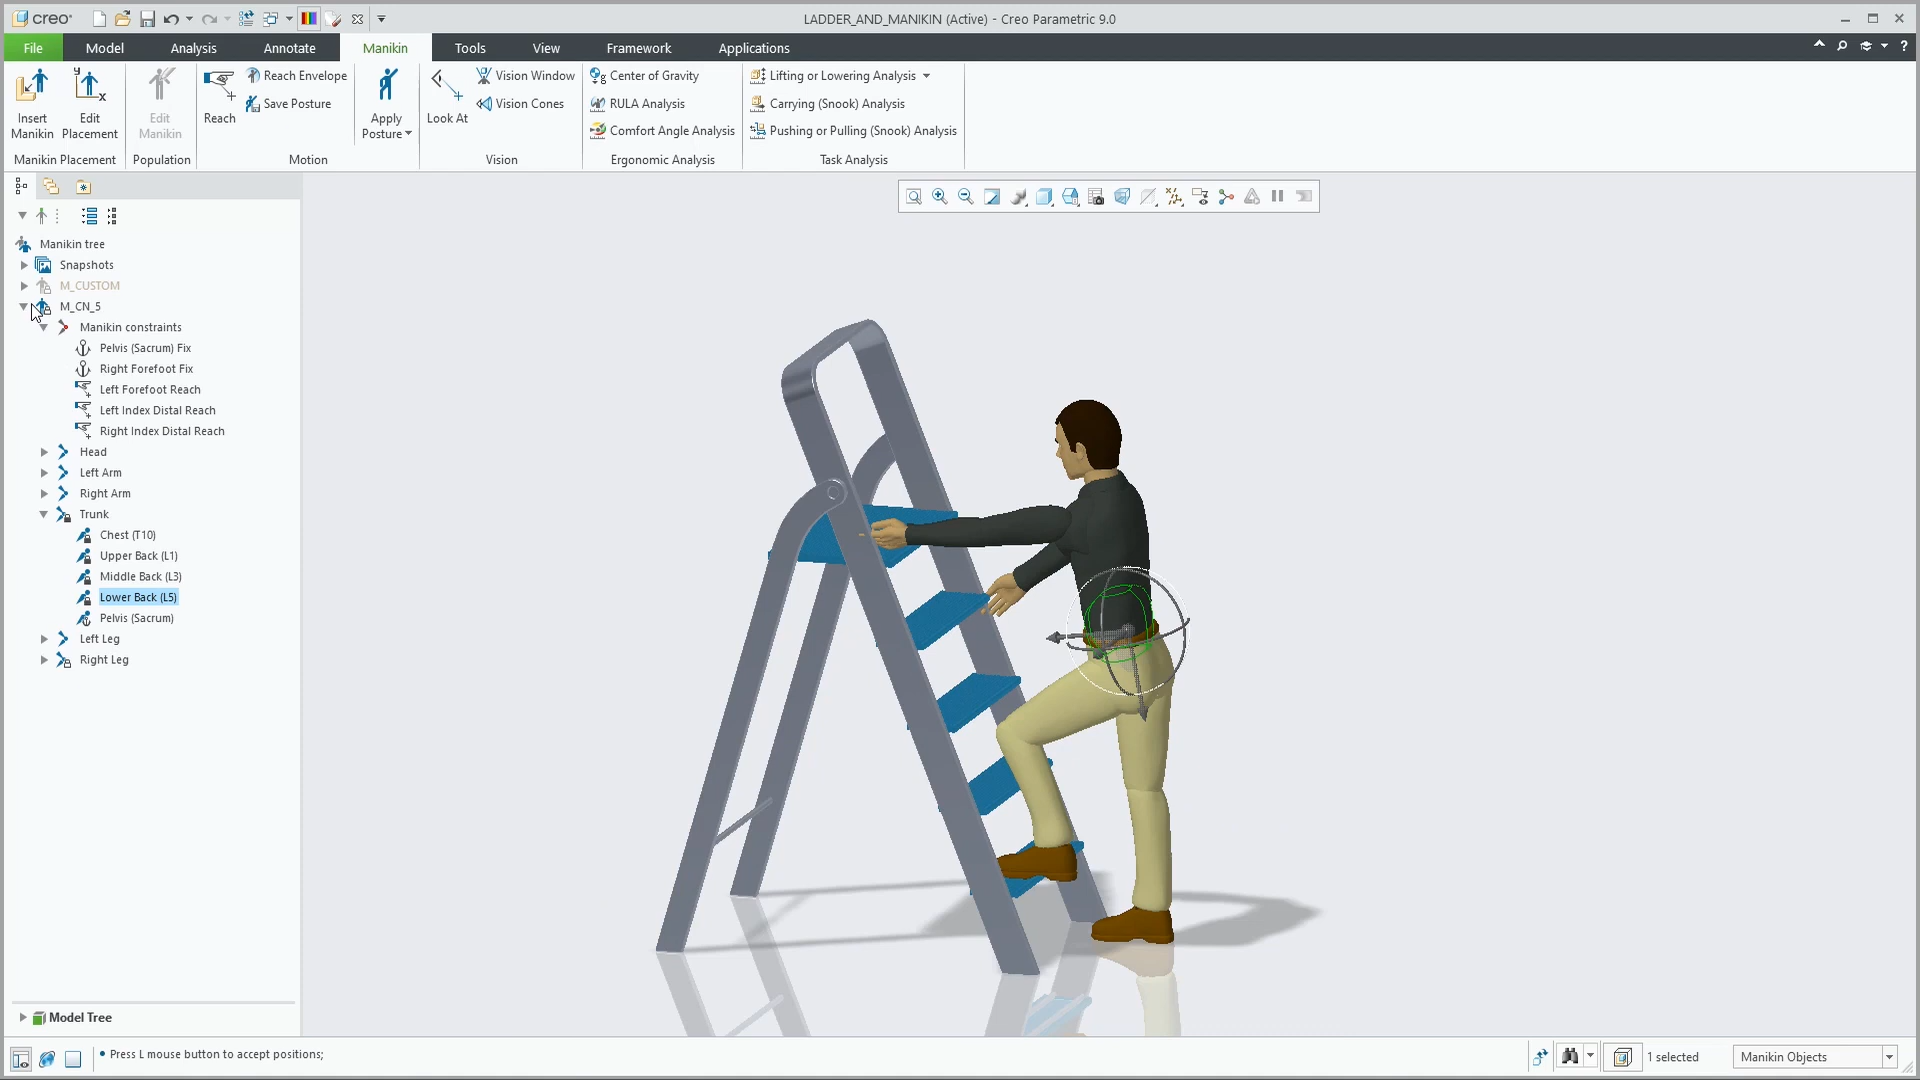 creo
LADDER_AND_MANIKIN (Active) - Creo Parametric 9.0
File
Model
Analysis
Annotate
Manikin
Tools
View
Framework
Applications
Insert Manikin
Edit Placement
Manikin Placement
Edit Manikin
Population
Reach
Reach Envelope
Save Posture
Apply Posture
Motion
Look At
Vision Window
Vision Cones
Vision
Center of Gravity
RULA Analysis
Comfort Angle Analysis
Ergonomic Analysis
Lifting or Lowering Analysis
Carrying (Snook) Analysis
Pushing or Pulling (Snook) Analysis
Task Analysis
Manikin tree
Snapshots
M_CUSTOM
M_CN_5
Manikin constraints
Pelvis (Sacrum) Fix
Right Forefoot Fix
Left Forefoot Reach
Left Index Distal Reach
Right Index Distal Reach
Head
Left Arm
Right Arm
Trunk
Chest (T10)
Upper Back (L1)
Middle Back (L3)
Lower Back (L5)
Pelvis (Sacrum)
Left Leg
Right Leg
Model Tree
• Press L mouse button to accept positions;
1 selected
Manikin Objects